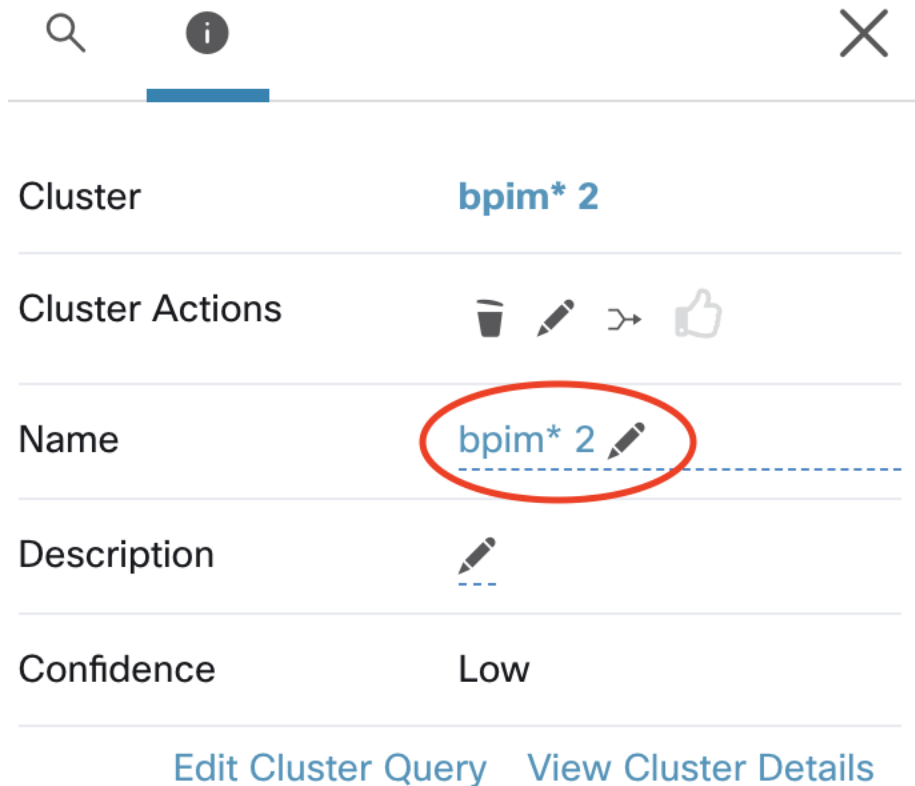 Cluster bpim* 2
Cluster Actions
Name bpim* 2
Description
Confidence Low
Edit Cluster Query View Cluster Details